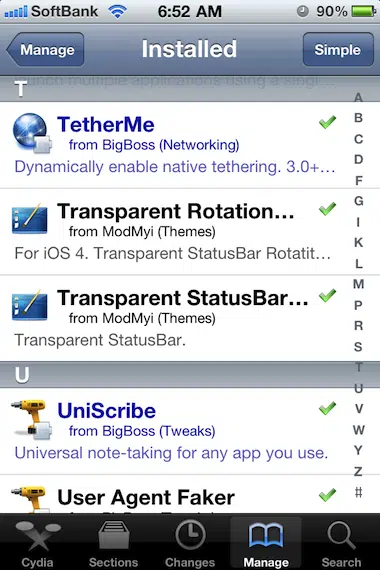 SoftBank 6:52 AM 90%
Manage Installed Simple
T
TetherMe
from BigBoss (Networking)
Dynamically enable native tethering. 3.0+...
Transparent Rotation...
from ModMyi (Themes)
For iOS 4. Transparent StatusBar Rotatit...
Transparent StatusBar...
from ModMyi (Themes)
Transparent StatusBar.
U
UniScribe
from BigBoss (Tweaks)
Universal note-taking for any app you use.
User Agent Faker
A
B
C
D
F
G
I
K
L
M
P
R
S
T
U
V
W
Y
Z
#
Cydia Sections Changes Manage Search